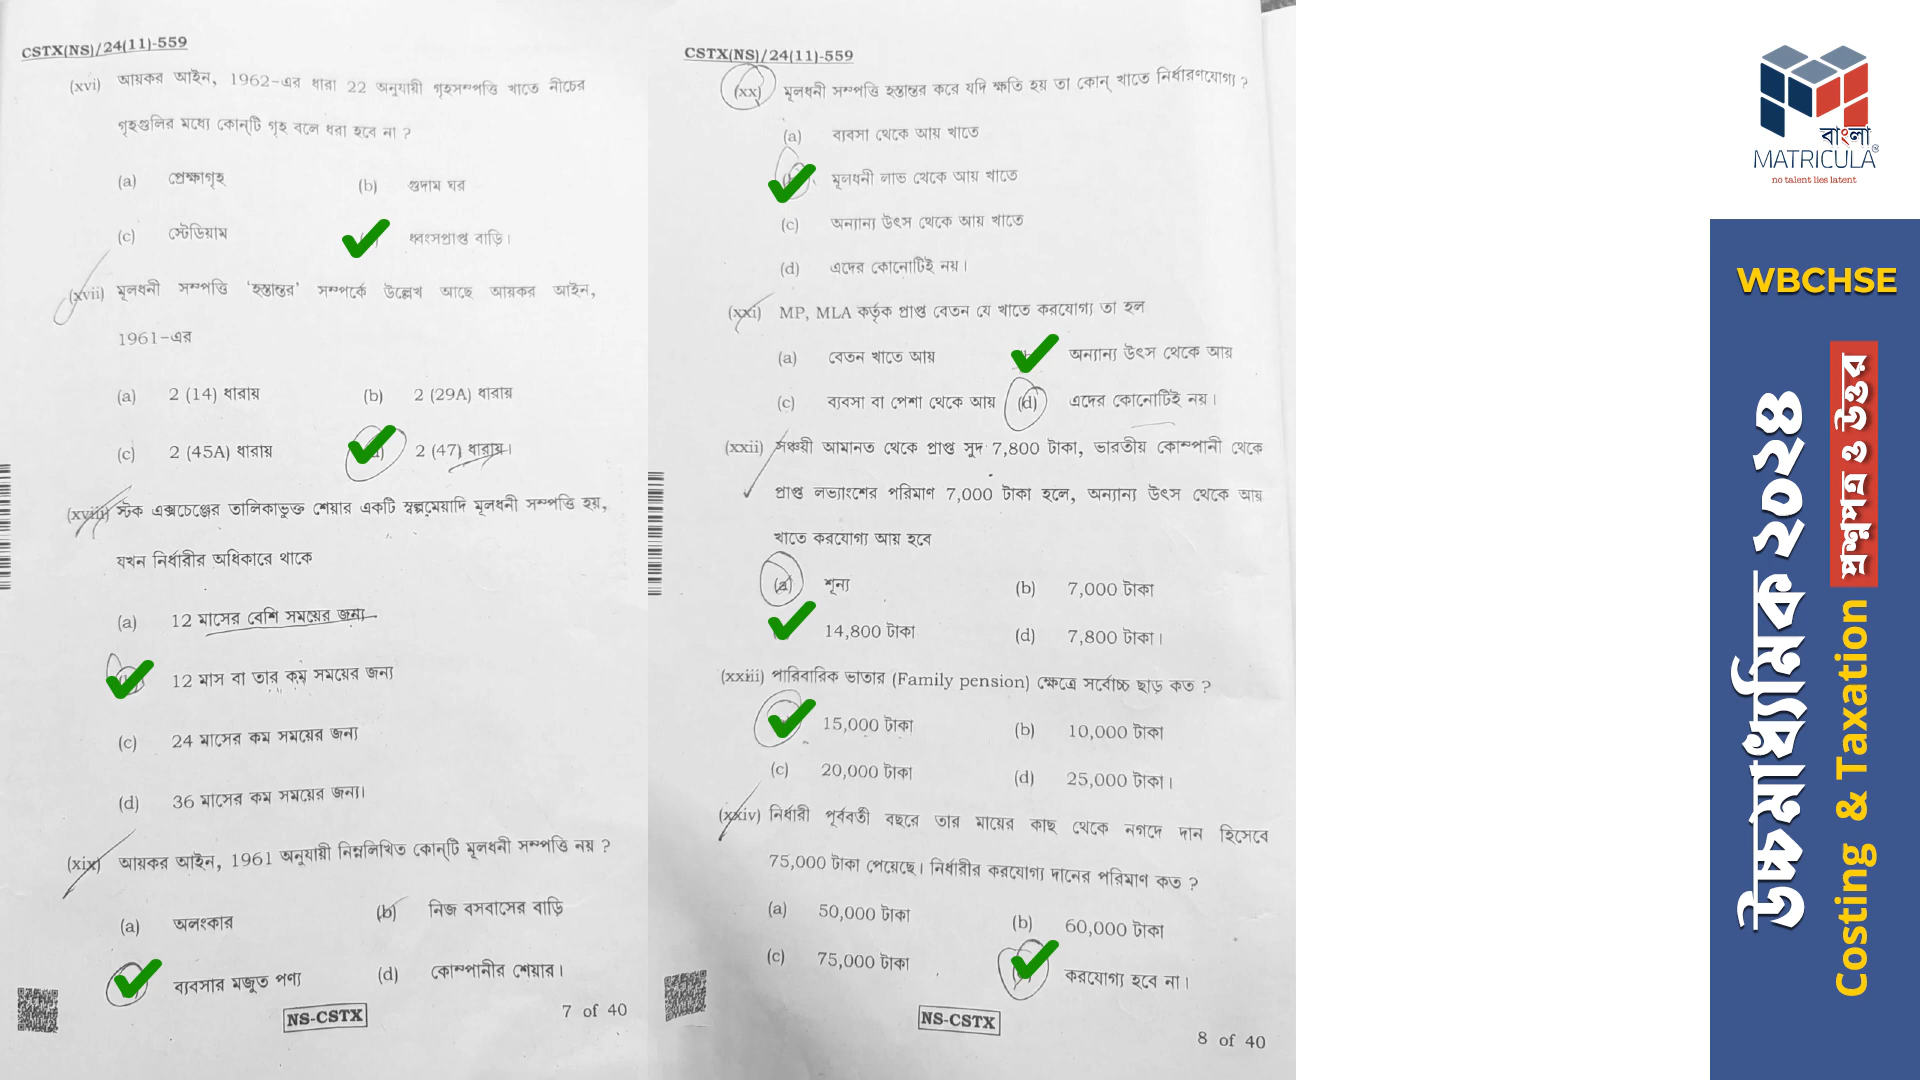 CSTX(NS)/24(11)-559
(xvi) আয়কর আইন, 1962-এর ধারা 22 অনুযায়ী গৃহসম্পত্তি খাতে নীচের
গৃহগুলির মধ্যে কোন্‌টি গৃহ বলে ধরা হবে না ?
(a) প্রেক্ষাগৃহ (b) গুদাম ঘর
(c) স্টেডিয়াম ধ্বংসপ্রাপ্ত বাড়ি।
(xvii) মূলধনী সম্পত্তি ‘হস্তান্তর’ সম্পর্কে উল্লেখ আছে আয়কর আইন,
1961-এর
(a) 2 (14) ধারায় (b) 2 (29A) ধারায়
(c) 2 (45A) ধারায় 2 (47) ধারায়।
(xviii) স্টক এক্সচেঞ্জের তালিকাভুক্ত শেয়ার একটি স্বল্পমেয়াদি মূলধনী সম্পত্তি হয়,
যখন নির্ধারীর অধিকারে থাকে
(a) 12 মাসের বেশি সময়ের জন্য
12 মাস বা তার কম সময়ের জন্য
(c) 24 মাসের কম সময়ের জন্য
(d) 36 মাসের কম সময়ের জন্য।
(xix) আয়কর আইন, 1961 অনুযায়ী নিম্নলিখিত কোন্‌টি মূলধনী সম্পত্তি নয় ?
(a) অলংকার (b) নিজ বসবাসের বাড়ি
ব্যবসার মজুত পণ্য (d) কোম্পানীর শেয়ার।
NS-CSTX
7 of 40
CSTX(NS)/24(11)-559
(xx) মূলধনী সম্পত্তি হস্তান্তর করে যদি ক্ষতি হয় তা কোন্ খাতে নির্ধারণযোগ্য ?
(a) ব্যবসা থেকে আয় খাতে
মূলধনী লাভ থেকে আয় খাতে
(c) অন্যান্য উৎস থেকে আয় খাতে
(d) এদের কোনোটিই নয়।
(xxi) MP, MLA কর্তৃক প্রাপ্ত বেতন যে খাতে করযোগ্য তা হল
(a) বেতন খাতে আয় অন্যান্য উৎস থেকে আয়
(c) ব্যবসা বা পেশা থেকে আয় (d) এদের কোনোটিই নয়।
(xxii) সঞ্চয়ী আমানত থেকে প্রাপ্ত সুদ 7,800 টাকা, ভারতীয় কোম্পানী থেকে
প্রাপ্ত লভ্যাংশের পরিমাণ 7,000 টাকা হলে, অন্যান্য উৎস থেকে আয়
খাতে করযোগ্য আয় হবে
(a) শূন্য (b) 7,000 টাকা
14,800 টাকা (d) 7,800 টাকা।
(xxiii) পারিবারিক ভাতার (Family pension) ক্ষেত্রে সর্বোচ্চ ছাড় কত ?
15,000 টাকা (b) 10,000 টাকা
(c) 20,000 টাকা (d) 25,000 টাকা।
(xxiv) নির্ধারী পূর্ববর্তী বছরে তার মায়ের কাছ থেকে নগদে দান হিসেবে
75,000 টাকা পেয়েছে। নির্ধারীর করযোগ্য দানের পরিমাণ কত ?
(a) 50,000 টাকা (b) 60,000 টাকা
(c) 75,000 টাকা করযোগ্য হবে না।
NS-CSTX
8 of 40
বাংলা
MATRICULA®
no talent lies latent
WBCHSE
উচ্চমাধ্যমিক ২০২৪
Costing & Taxation প্রশ্নপত্র ও উত্তর